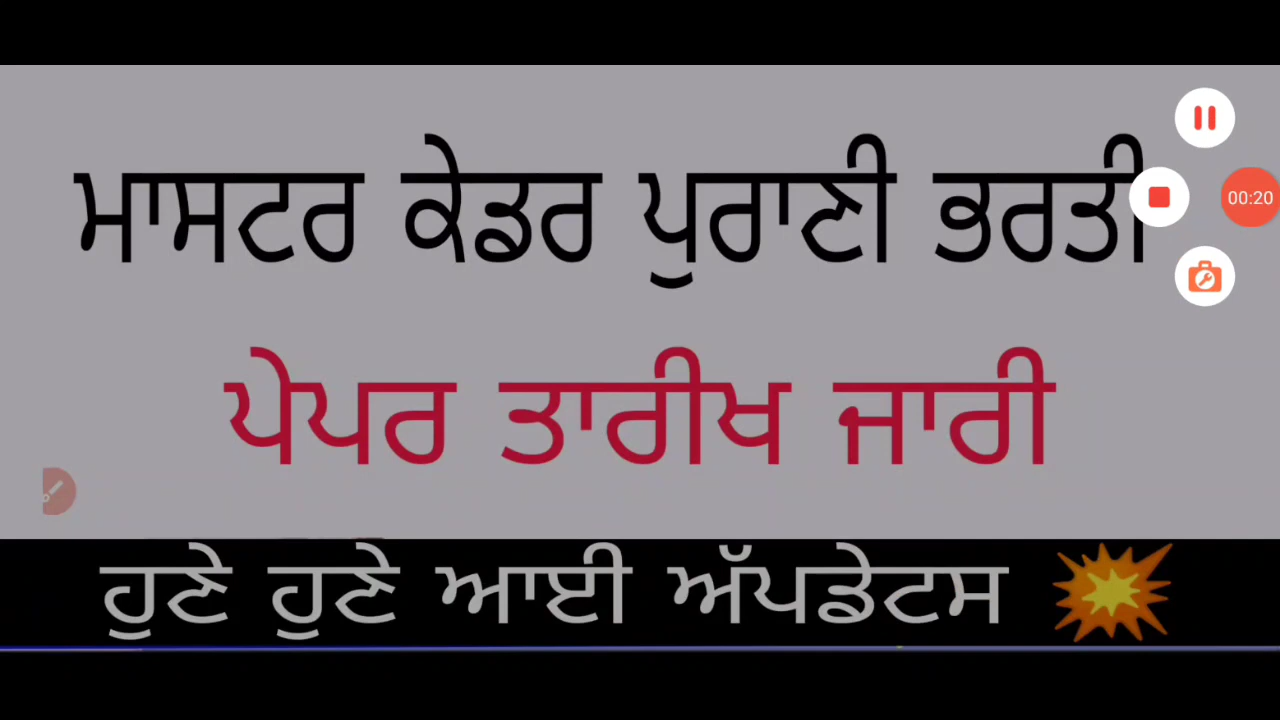 ਮਾਸਟਰ ਕੇਡਰ ਪੁਰਾਣੀ ਭਰਤੀ
00:20
ਪੇਪਰ ਤਾਰੀਖ ਜਾਰੀ
ਹੁਣੇ ਹੁਣੇ ਆਈ ਅੱਪਡੇਟਸ